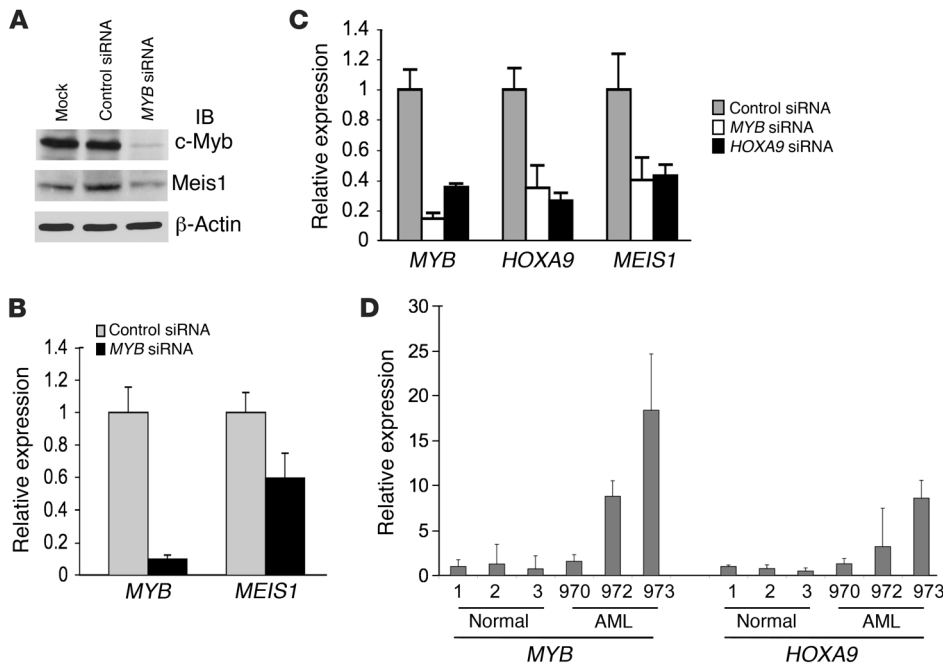 A
Mock
Control siRNA
MYB siRNA
IB
c-Myb
Meis1
β-Actin
B
Control siRNA
MYB siRNA
Relative expression
1.4
1.2
1
0.8
0.6
0.4
0.2
0
MYB MEIS1
C
Relative expression
1.4
1.2
1
0.8
0.6
0.4
0.2
0
MYB HOXA9 MEIS1
Control siRNA
MYB siRNA
HOXA9 siRNA
D
Relative expression
30
25
20
15
10
5
0
1 2 3 970 972 973 1 2 3 970 972 973
Normal AML Normal AML
MYB HOXA9